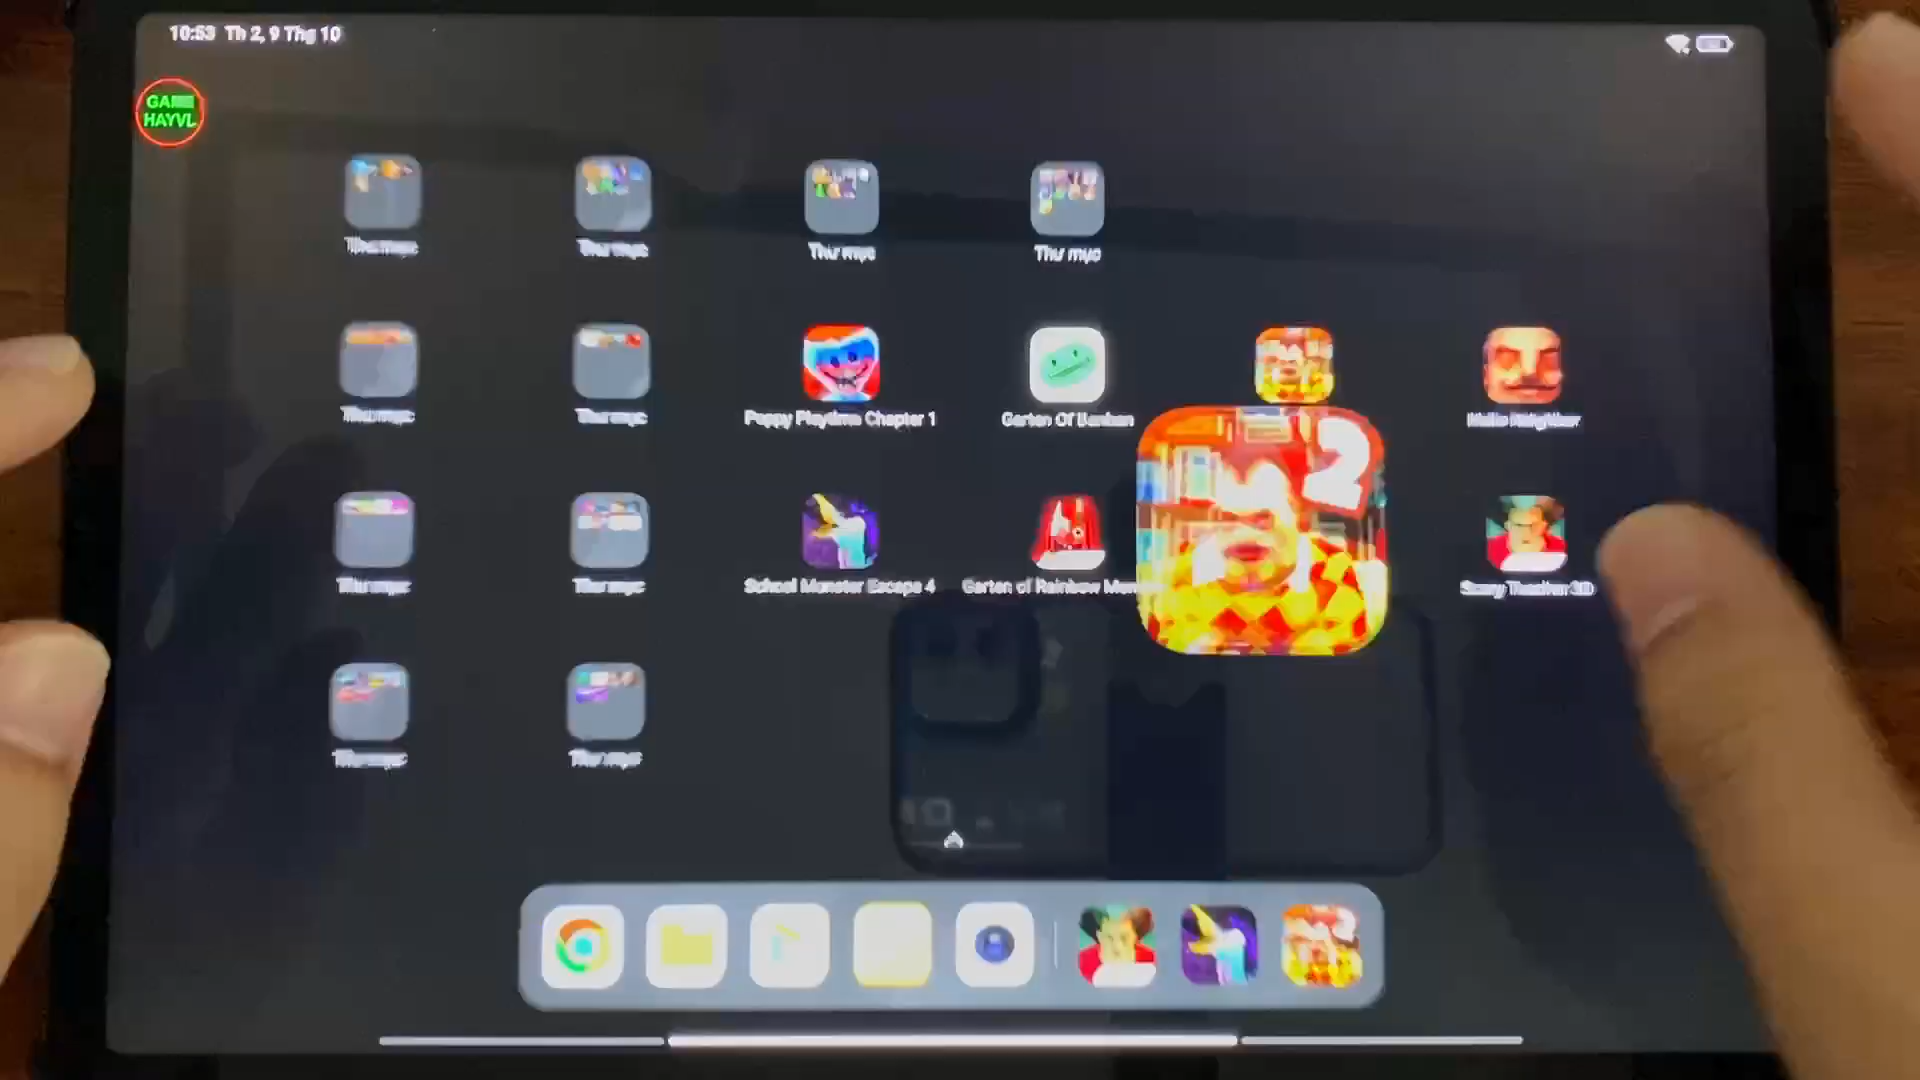 10:53 Th 2, 9 Thg 10
GAME
HAYVL
Thư mục
Thư mục
Thư mục
Thư mục
Thư mục
Thư mục
Poppy Playtime Chapter 1
Garten Of Banban
Hello Neighbor
2
Thư mục
Thư mục
School Monster Escape 4
Garten of Rainbow
Scary Teacher 3D
Thư mục
Thư mục